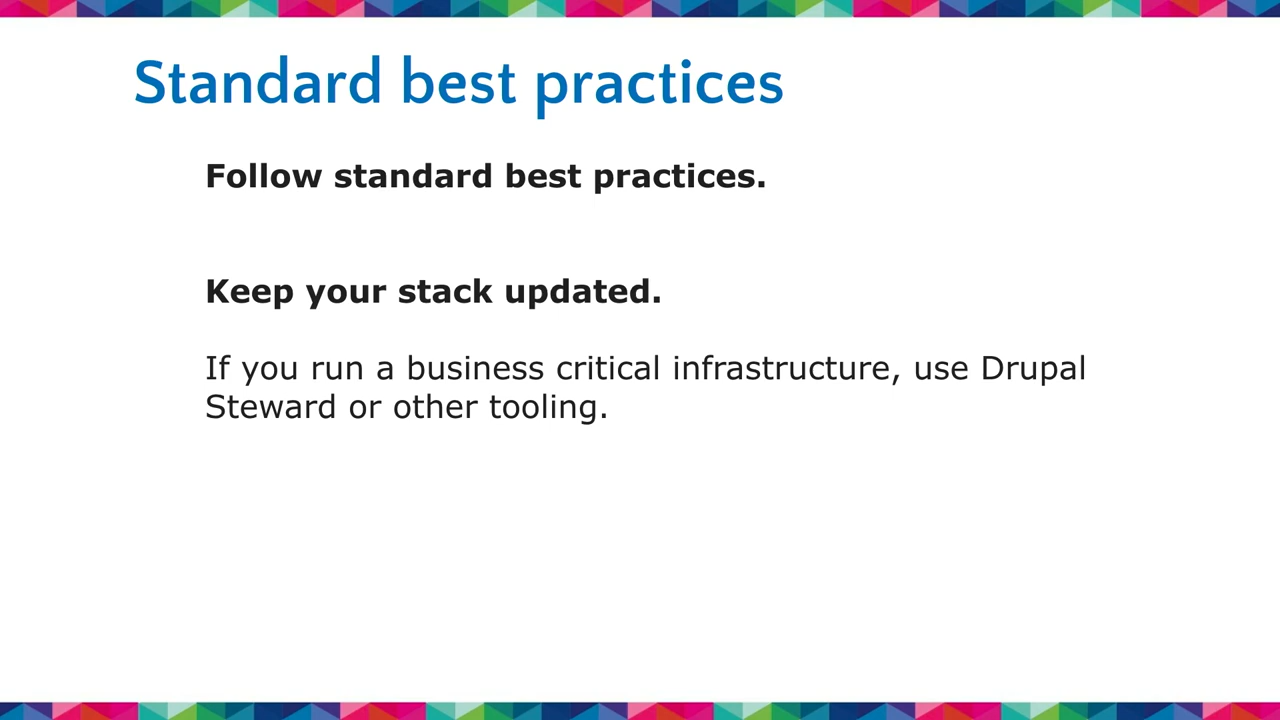 Standard best practices
Follow standard best practices.
Keep your stack updated.
If you run a business critical infrastructure, use Drupal
Steward or other tooling.